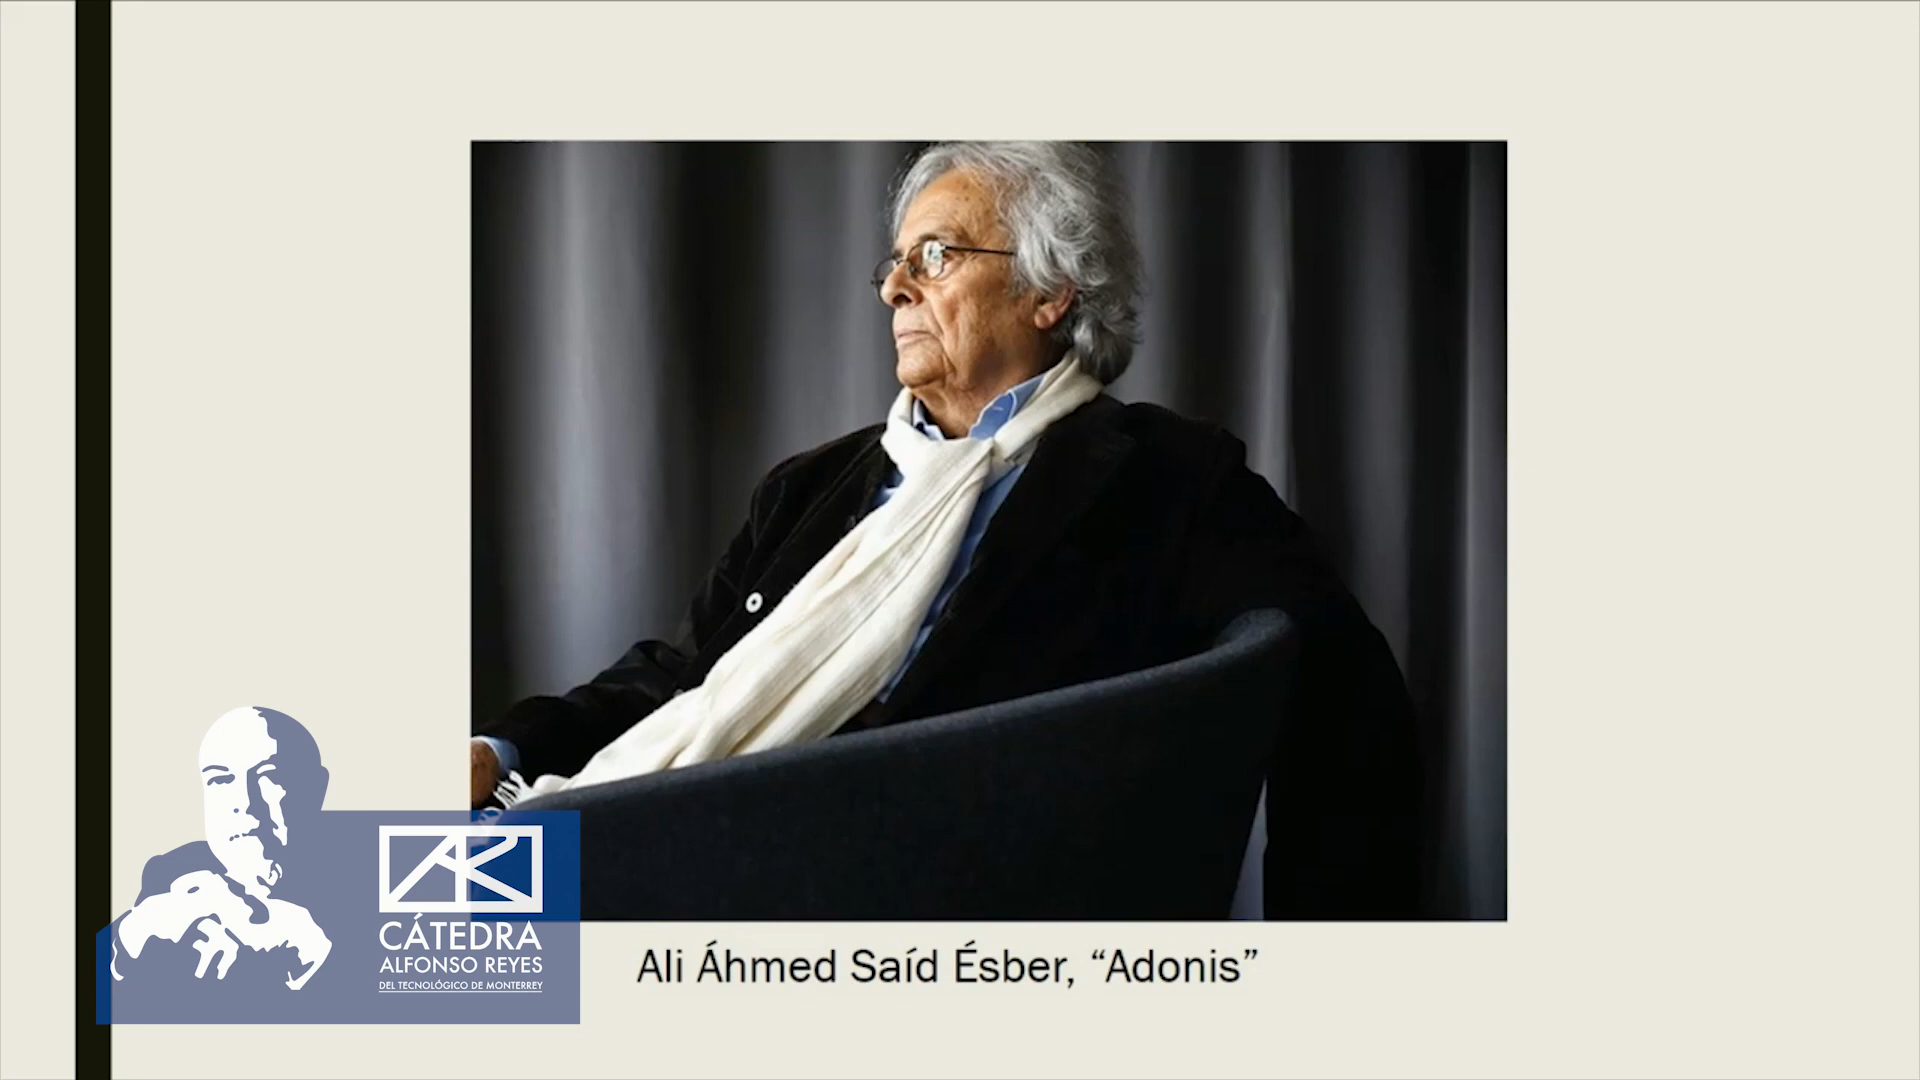 CÁTEDRA
ALFONSO REYES
DEL TECNOLÓGICO DE MONTERREY
Ali Áhmed Saíd Ésber, “Adonis”